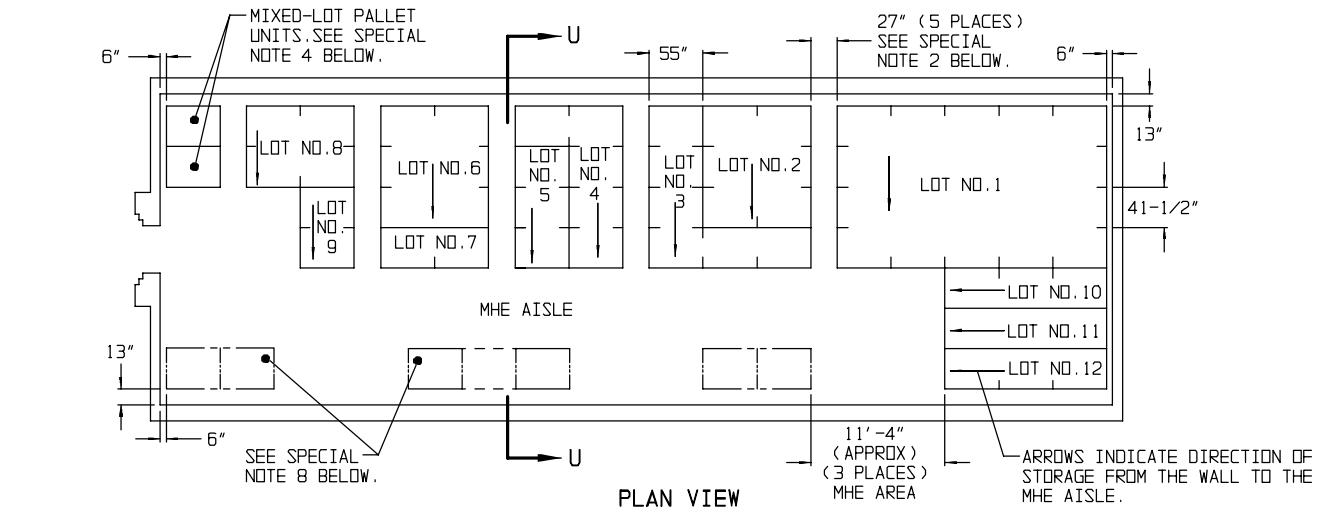 MIXED-LOT PALLET
UNITS.SEE SPECIAL
NOTE 4 BELOW.
6"
U
55"
27" (5 PLACES)
SEE SPECIAL
NOTE 2 BELOW.
6"
13"
41-1/2"
LOT NO.8
LOT
NO.
9
LOT NO.6
LOT NO.7
LOT
NO.
5
LOT
NO.
4
LOT
NO.
3
LOT NO.2
LOT NO.1
LOT NO.10
LOT NO.11
LOT NO.12
MHE AISLE
13"
6"
SEE SPECIAL
NOTE 8 BELOW.
U
11'-4"
(APPROX)
(3 PLACES)
MHE AREA
ARROWS INDICATE DIRECTION OF
STORAGE FROM THE WALL TO THE
MHE AISLE.
PLAN VIEW